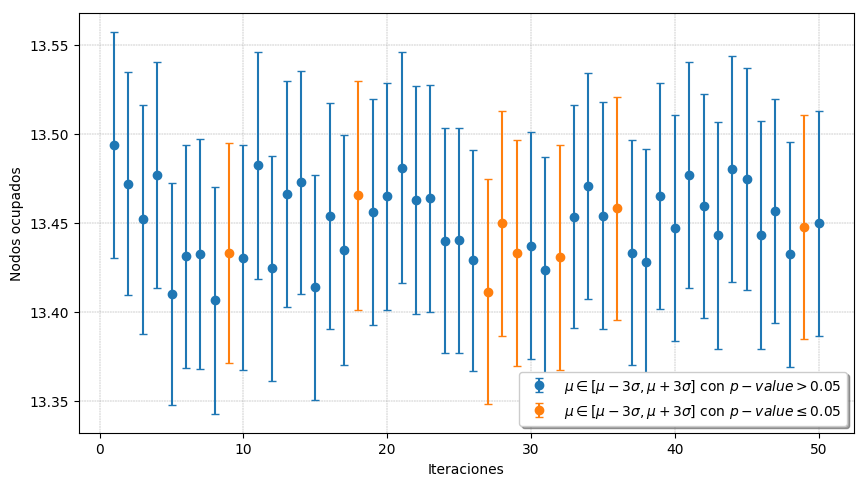 Nodos ocupados
13.55
13.50
13.45
13.40
13.35
0
10
20
30
40
50
Iteraciones
μ ∈ [μ − 3σ, μ + 3σ] con p − value > 0.05
μ ∈ [μ − 3σ, μ + 3σ] con p − value ≤ 0.05